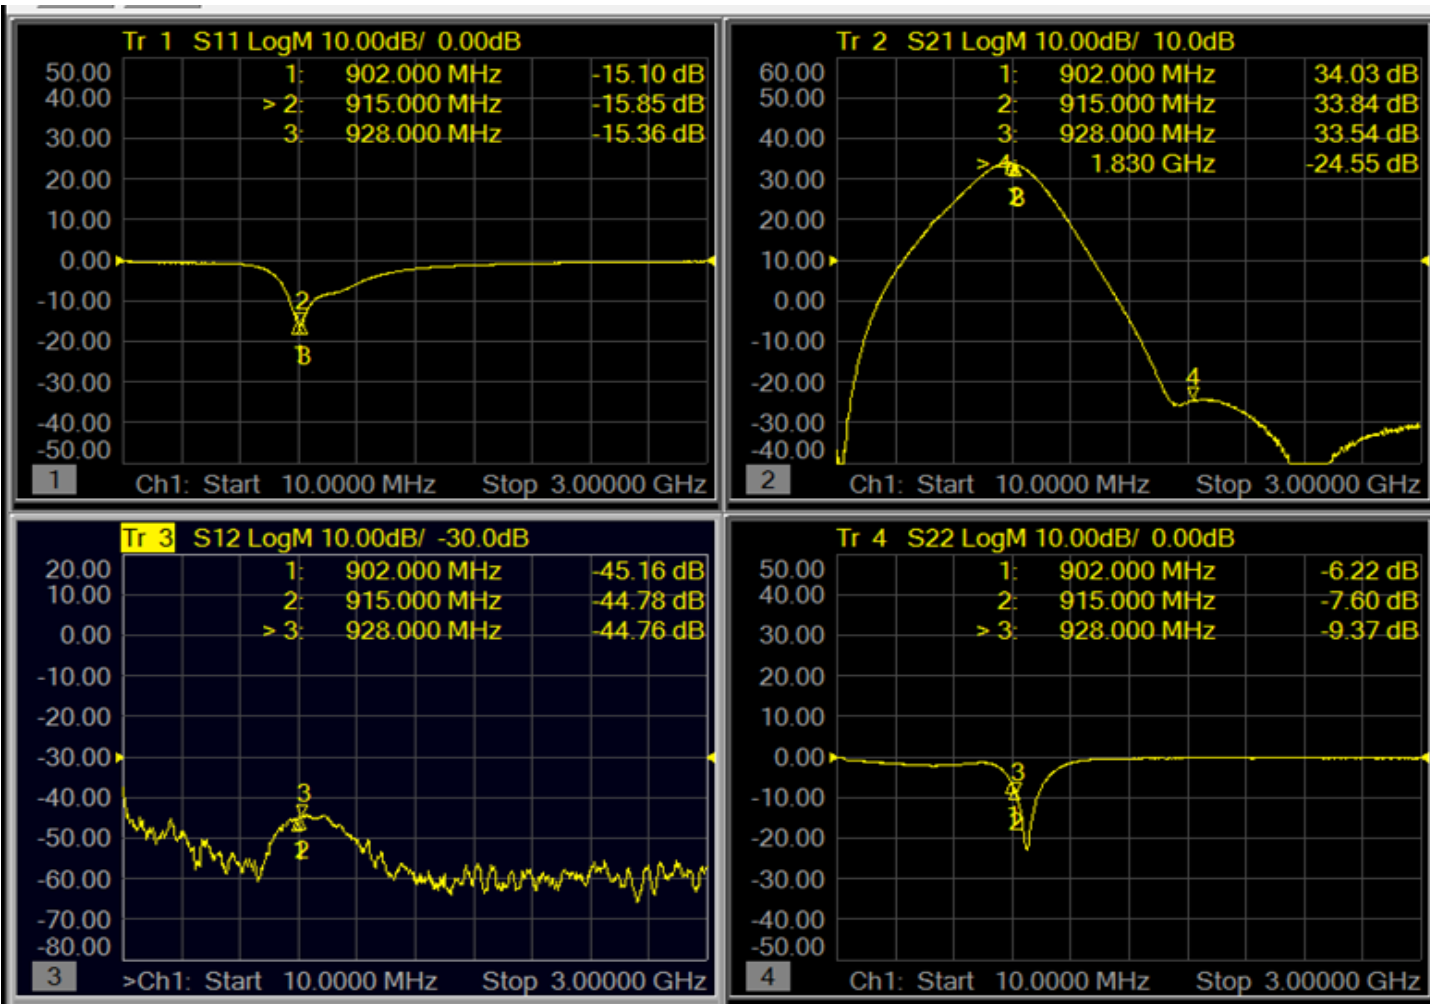 Tr 1 S11 LogM 10.00dB/ 0.00dB
50.00
40.00
30.00
20.00
10.00
0.00
-10.00
-20.00
-30.00
-40.00
-50.00
1: 902.000 MHz -15.10 dB
> 2: 915.000 MHz -15.85 dB
3: 928.000 MHz -15.36 dB
2
1
3
1
Ch1: Start 10.0000 MHz Stop 3.00000 GHz
Tr 2 S21 LogM 10.00dB/ 10.0dB
60.00
50.00
40.00
30.00
20.00
10.00
0.00
-10.00
-20.00
-30.00
-40.00
1: 902.000 MHz 34.03 dB
2: 915.000 MHz 33.84 dB
3: 928.000 MHz 33.54 dB
> 4: 1.830 GHz -24.55 dB
2
3
4
2
Ch1: Start 10.0000 MHz Stop 3.00000 GHz
Tr 3 S12 LogM 10.00dB/ -30.0dB
20.00
10.00
0.00
-10.00
-20.00
-30.00
-40.00
-50.00
-60.00
-70.00
-80.00
1: 902.000 MHz -45.16 dB
2: 915.000 MHz -44.78 dB
> 3: 928.000 MHz -44.76 dB
3
1
2
3
>Ch1: Start 10.0000 MHz Stop 3.00000 GHz
Tr 4 S22 LogM 10.00dB/ 0.00dB
50.00
40.00
30.00
20.00
10.00
0.00
-10.00
-20.00
-30.00
-40.00
-50.00
1: 902.000 MHz -6.22 dB
2: 915.000 MHz -7.60 dB
> 3: 928.000 MHz -9.37 dB
3
1
2
4
Ch1: Start 10.0000 MHz Stop 3.00000 GHz